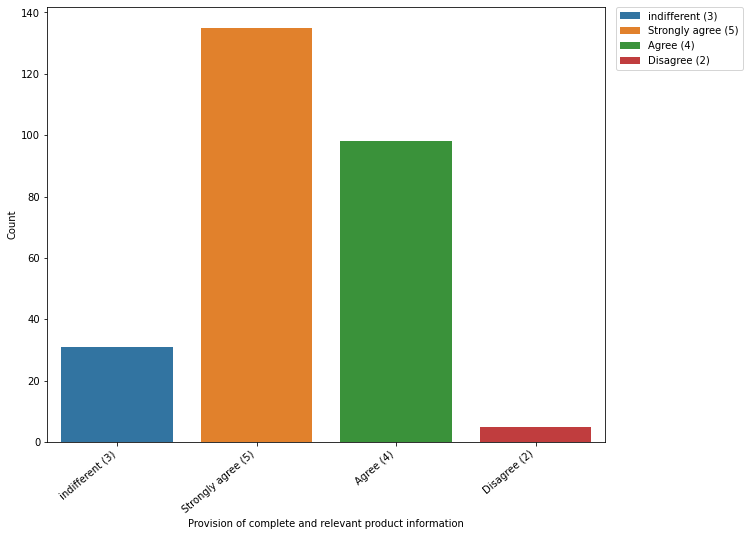 140
120
100
80
60
40
20
0
Count
indifferent (3)
Strongly agree (5)
Agree (4)
Disagree (2)
Provision of complete and relevant product information
indifferent (3)
Strongly agree (5)
Agree (4)
Disagree (2)